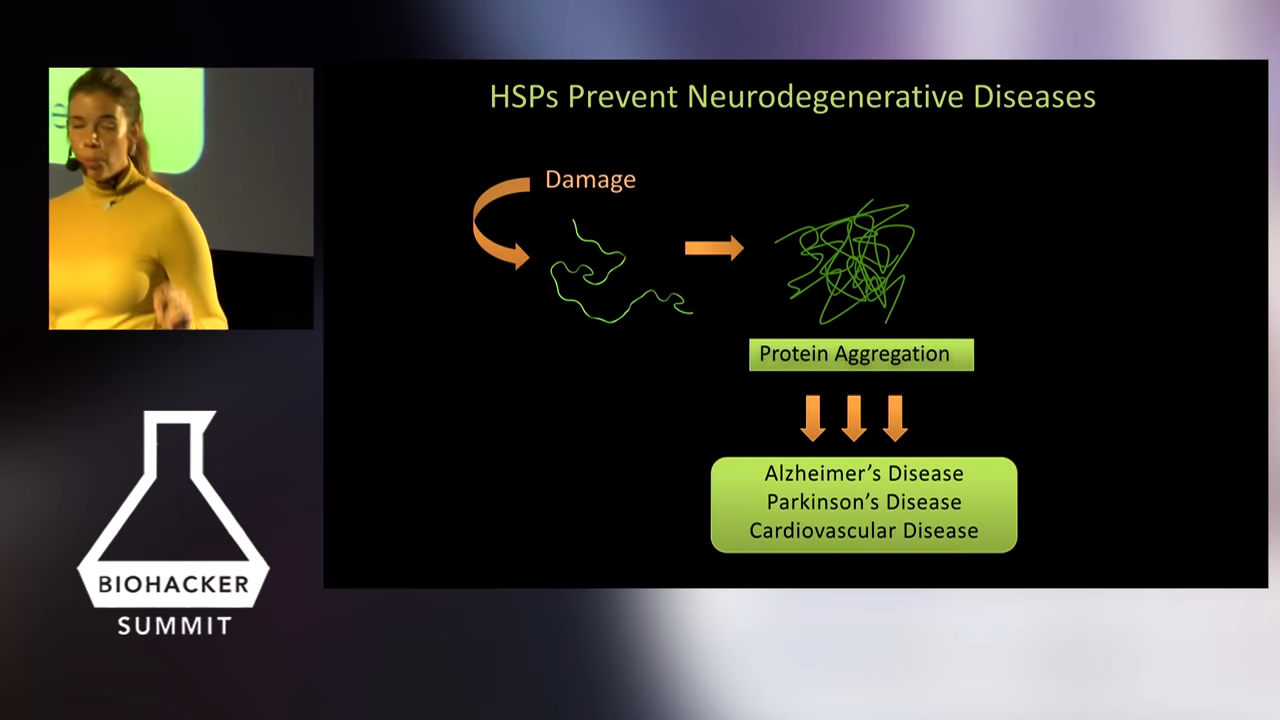 HSPs Prevent Neurodegenerative Diseases
Damage
Protein Aggregation
Alzheimer's Disease
Parkinson's Disease
Cardiovascular Disease
BIOHACKER
SUMMIT